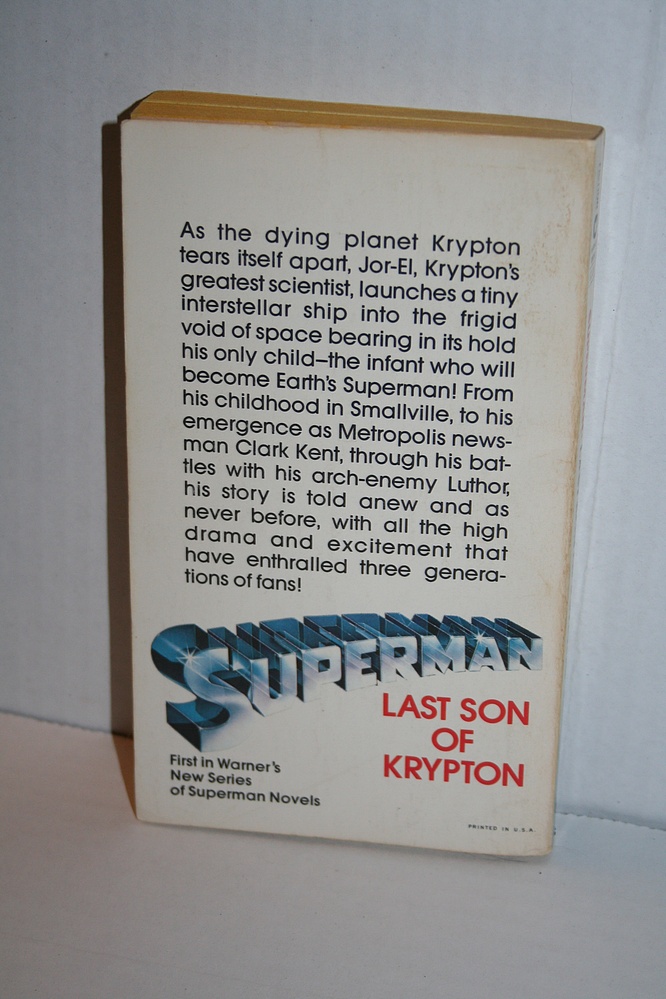 As the dying planet Krypton
tears itself apart, Jor-El, Krypton's
greatest scientist, launches a tiny
interstellar ship into the frigid
void of space bearing in its hold
his only child—the infant who will
become Earth's Superman! From
his childhood in Smallville, to his
emergence as Metropolis news-
man Clark Kent, through his bat-
tles with his arch-enemy Luthor,
his story is told anew and as
never before, with all the high
drama and excitement that
have enthralled three genera-
tions of fans!
SUPERMAN
LAST SON
OF
KRYPTON
First in Warner's
New Series
of Superman Novels
PRINTED IN U.S.A.